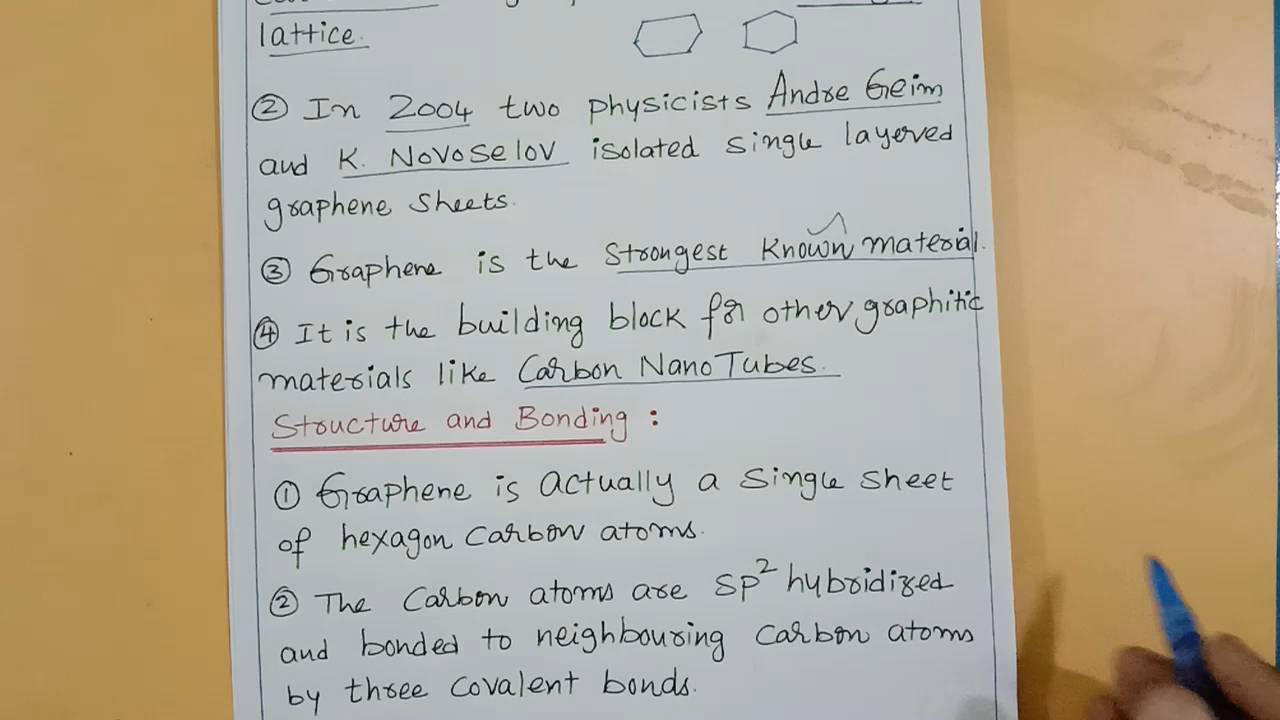 lattice.
② In 2004 two physicists Andre Geim
and K. Novoselov isolated single layered
graphene sheets.
③ Graphene is the strongest known material.
④ It is the building block for other graphitic
materials like Carbon NanoTubes.
Structure and Bonding :
① Graphene is actually a single sheet
of hexagon carbon atoms.
② The carbon atoms are sp² hybridized
and bonded to neighbouring carbon atoms
by three covalent bonds.